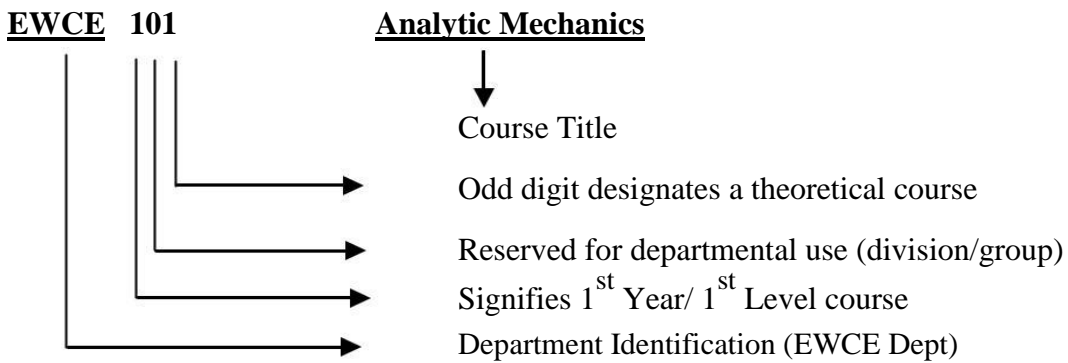 EWCE 101 Analytic Mechanics
Course Title
Odd digit designates a theoretical course
Reserved for departmental use (division/group)
Signifies 1st Year/ 1st Level course
Department Identification (EWCE Dept)